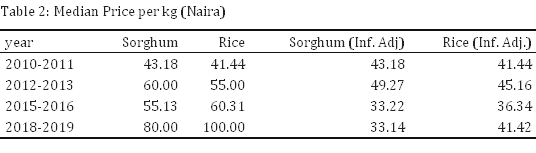 Table 2: Median Price per kg (Naira)
year Sorghum Rice Sorghum (Inf. Adj) Rice (Inf. Adj.)
2010-2011 43.18 41.44 43.18 41.44
2012-2013 60.00 55.00 49.27 45.16
2015-2016 55.13 60.31 33.22 36.34
2018-2019 80.00 100.00 33.14 41.42